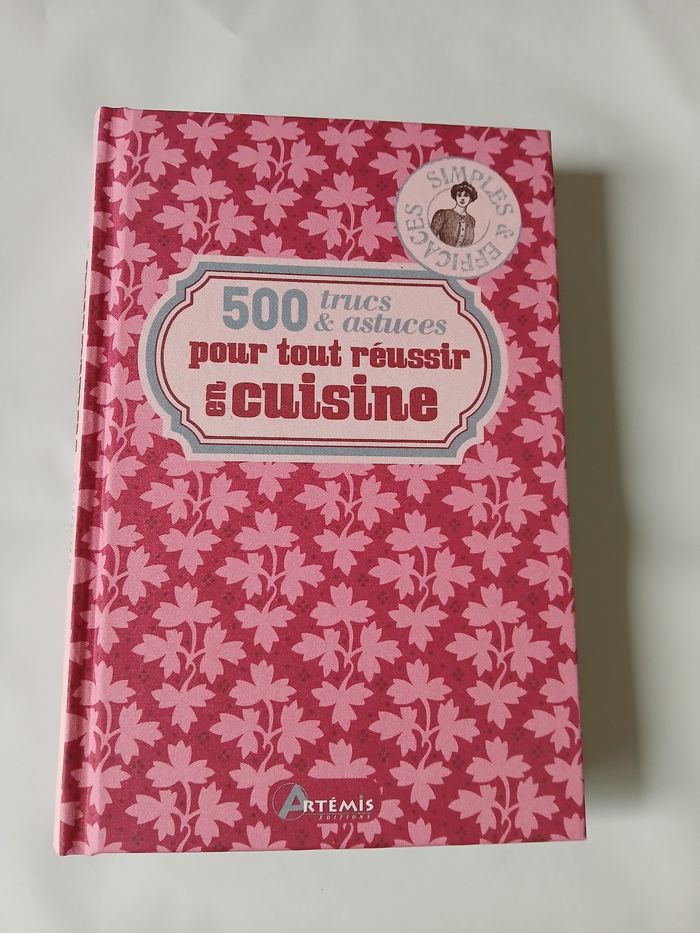 SIMPLES & EFFICACES
500 trucs
& astuces
pour tout réussir
en cuisine
ARTÉMIS
ÉDITIONS